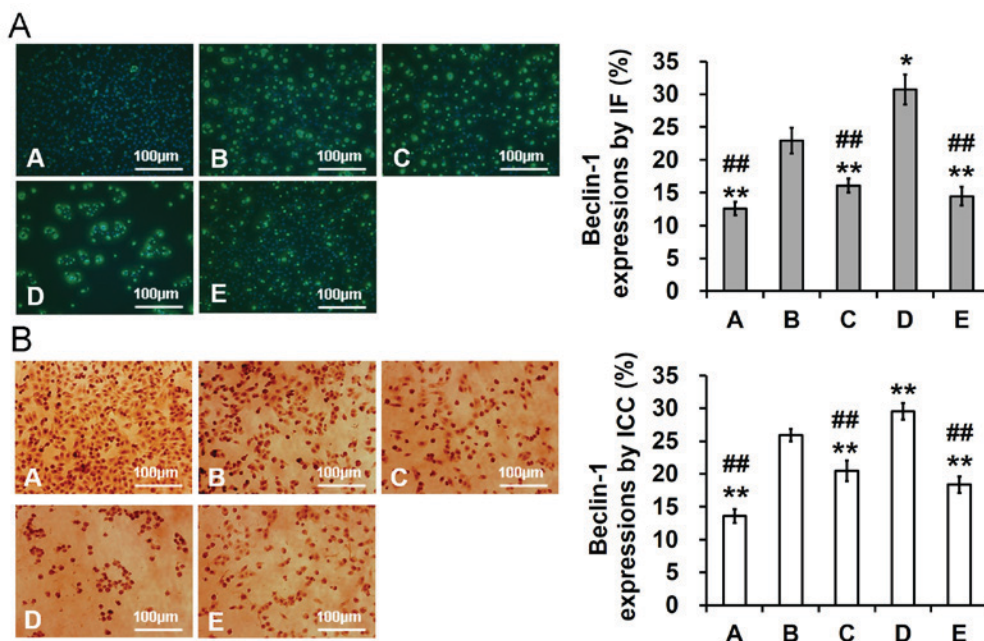 A
A 100μm
B 100μm
C 100μm
D 100μm
E 100μm
Beclin-1
expressions by IF (%)
35
30
25
20
15
10
5
0
##
**
##
**
*
##
**
A B C D E
B
A 100μm
B 100μm
C 100μm
D 100μm
E 100μm
Beclin-1
expressions by ICC (%)
35
30
25
20
15
10
5
0
##
**
##
**
**
##
**
A B C D E